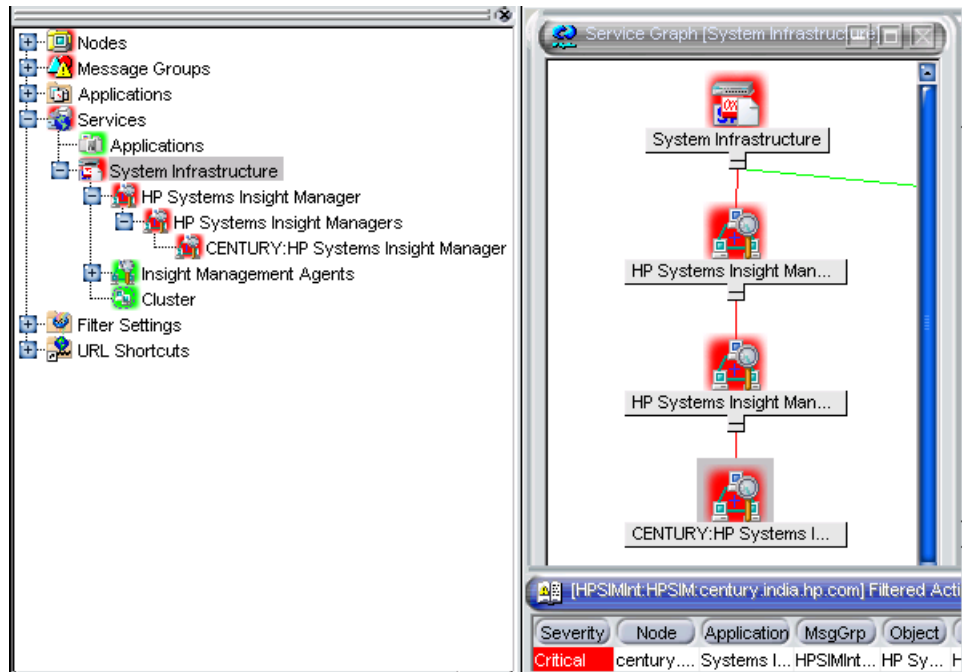 Nodes
Message Groups
Applications
Services
Applications
System Infrastructure
HP Systems Insight Manager
HP Systems Insight Managers
CENTURY:HP Systems Insight Manager
Insight Management Agents
Cluster
Filter Settings
URL Shortcuts
Service Graph [System Infrastructure]
System Infrastructure
HP Systems Insight Man...
HP Systems Insight Man...
CENTURY:HP Systems I...
[HPSIMInt:HPSIM:century.india.hp.com] Filtered Acti
Severity Node Application MsgGrp Object
Critical century.... Systems I... HPSIMInt... HP Sy... H